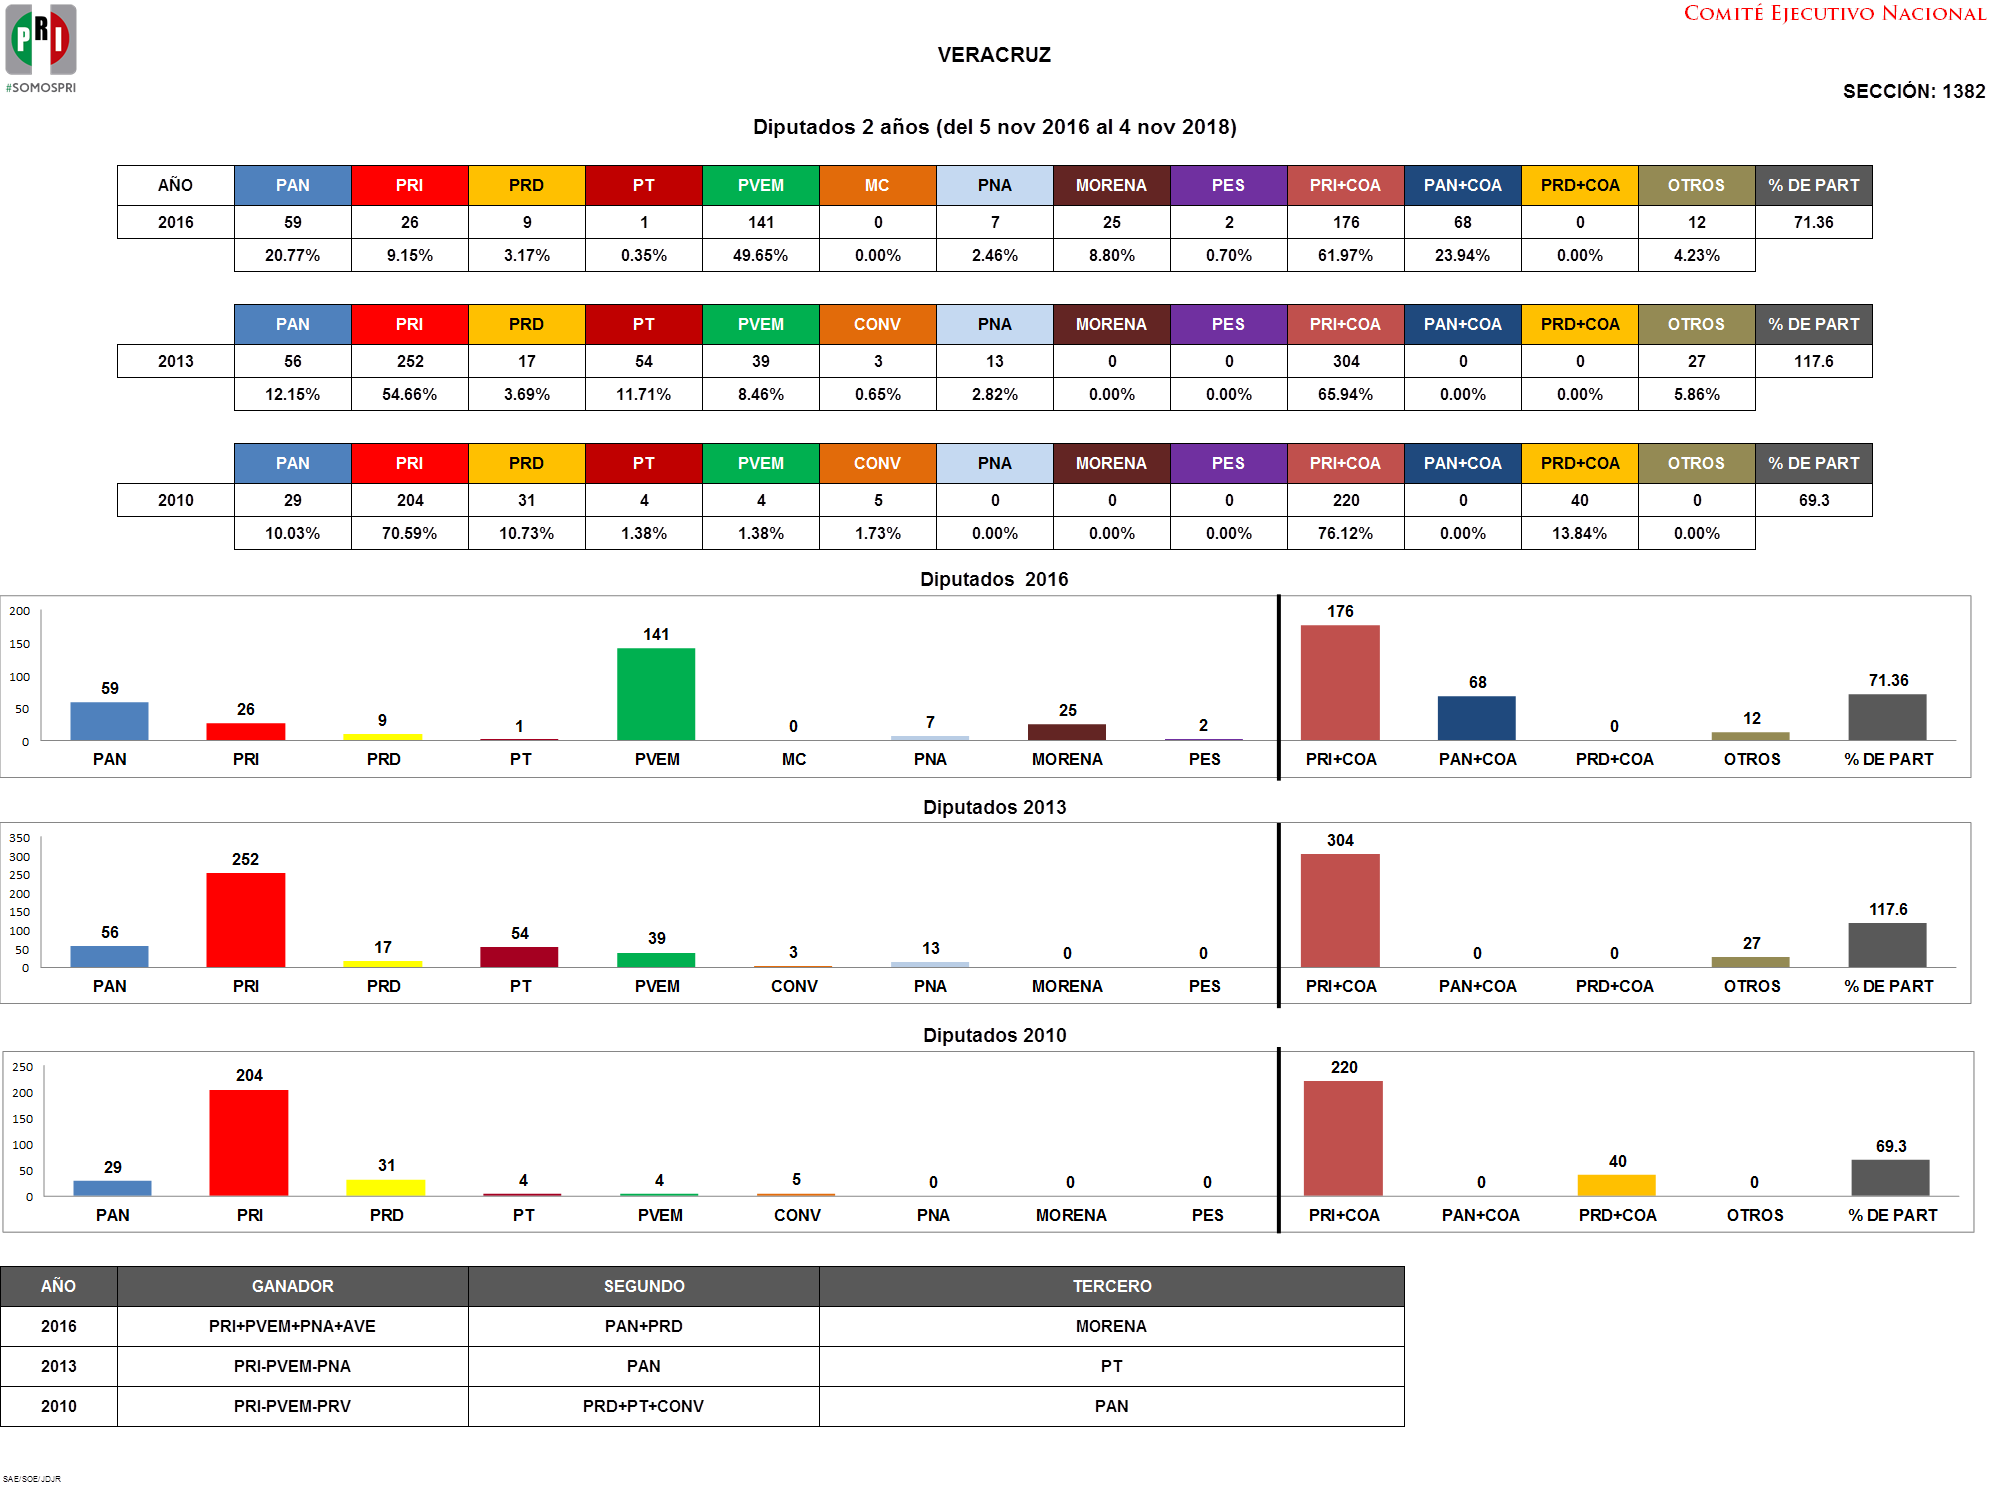 PRI
#SOMOSPRI
COMITÉ EJECUTIVO NACIONAL
VERACRUZ
SECCIÓN: 1382
Diputados 2 años (del 5 nov 2016 al 4 nov 2018)
AÑO PAN PRI PRD PT PVEM MC PNA MORENA PES PRI+COA PAN+COA PRD+COA OTROS % DE PART
2016 59 26 9 1 141 0 7 25 2 176 68 0 12 71.36
20.77% 9.15% 3.17% 0.35% 49.65% 0.00% 2.46% 8.80% 0.70% 61.97% 23.94% 0.00% 4.23%
PAN PRI PRD PT PVEM CONV PNA MORENA PES PRI+COA PAN+COA PRD+COA OTROS % DE PART
2013 56 252 17 54 39 3 13 0 0 304 0 0 27 117.6
12.15% 54.66% 3.69% 11.71% 8.46% 0.65% 2.82% 0.00% 0.00% 65.94% 0.00% 0.00% 5.86%
PAN PRI PRD PT PVEM CONV PNA MORENA PES PRI+COA PAN+COA PRD+COA OTROS % DE PART
2010 29 204 31 4 4 5 0 0 0 220 0 40 0 69.3
10.03% 70.59% 10.73% 1.38% 1.38% 1.73% 0.00% 0.00% 0.00% 76.12% 0.00% 13.84% 0.00%
Diputados  2016
200
150
100
50
0
59 26 9 1 141 0 7 25 2 176 68 0 12 71.36
PAN PRI PRD PT PVEM MC PNA MORENA PES PRI+COA PAN+COA PRD+COA OTROS % DE PART
Diputados 2013
350
300
250
200
150
100
50
0
56 252 17 54 39 3 13 0 0 304 0 0 27 117.6
PAN PRI PRD PT PVEM CONV PNA MORENA PES PRI+COA PAN+COA PRD+COA OTROS % DE PART
Diputados 2010
250
200
150
100
50
0
29 204 31 4 4 5 0 0 0 220 0 40 0 69.3
PAN PRI PRD PT PVEM CONV PNA MORENA PES PRI+COA PAN+COA PRD+COA OTROS % DE PART
AÑO GANADOR SEGUNDO TERCERO
2016 PRI+PVEM+PNA+AVE PAN+PRD MORENA
2013 PRI-PVEM-PNA PAN PT
2010 PRI-PVEM-PRV PRD+PT+CONV PAN
SAE/SOE/JDJR